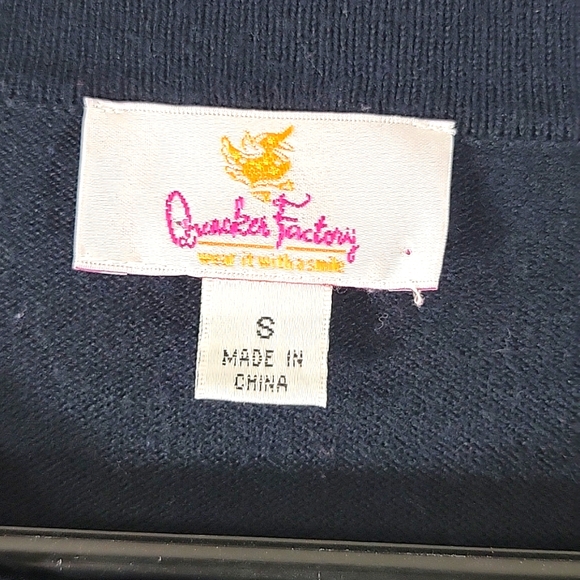 Quacker Factory
wear it with a smile
S
MADE IN
CHINA